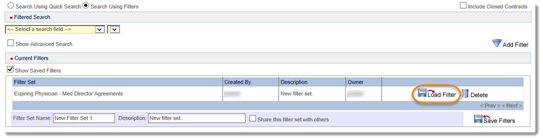 Search Using Quick Search Search Using Filters Include Closed Contracts
Filtered Search
<-- Select a search field -->
Show Advanced Search Add Filter
Current Filters
Show Saved Filters
Filter Set Created By Description Owner
Expiring Physician - Med Director Agreements New filter set. Load Filter Delete
< Prev < Next >
Filter Set Name: New Filter Set 1 Description: New filter set. Share this filter set with others Save Filters